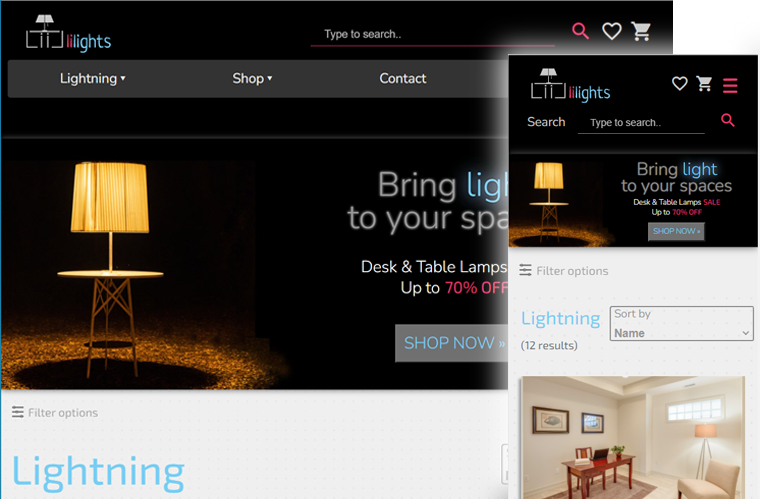 lilights
Type to search..
Lightning ▾
Shop ▾
Contact
Bring ligh
to your spa
Desk & Table Lamps
Up to 70% OFF
SHOP NOW »
Filter options
Lightning
lilights
Search
Type to search..
Bring light
to your spaces
Desk & Table Lamps SALE
Up to 70% OFF
SHOP NOW »
Filter options
Lightning
(12 results)
Sort by
Name